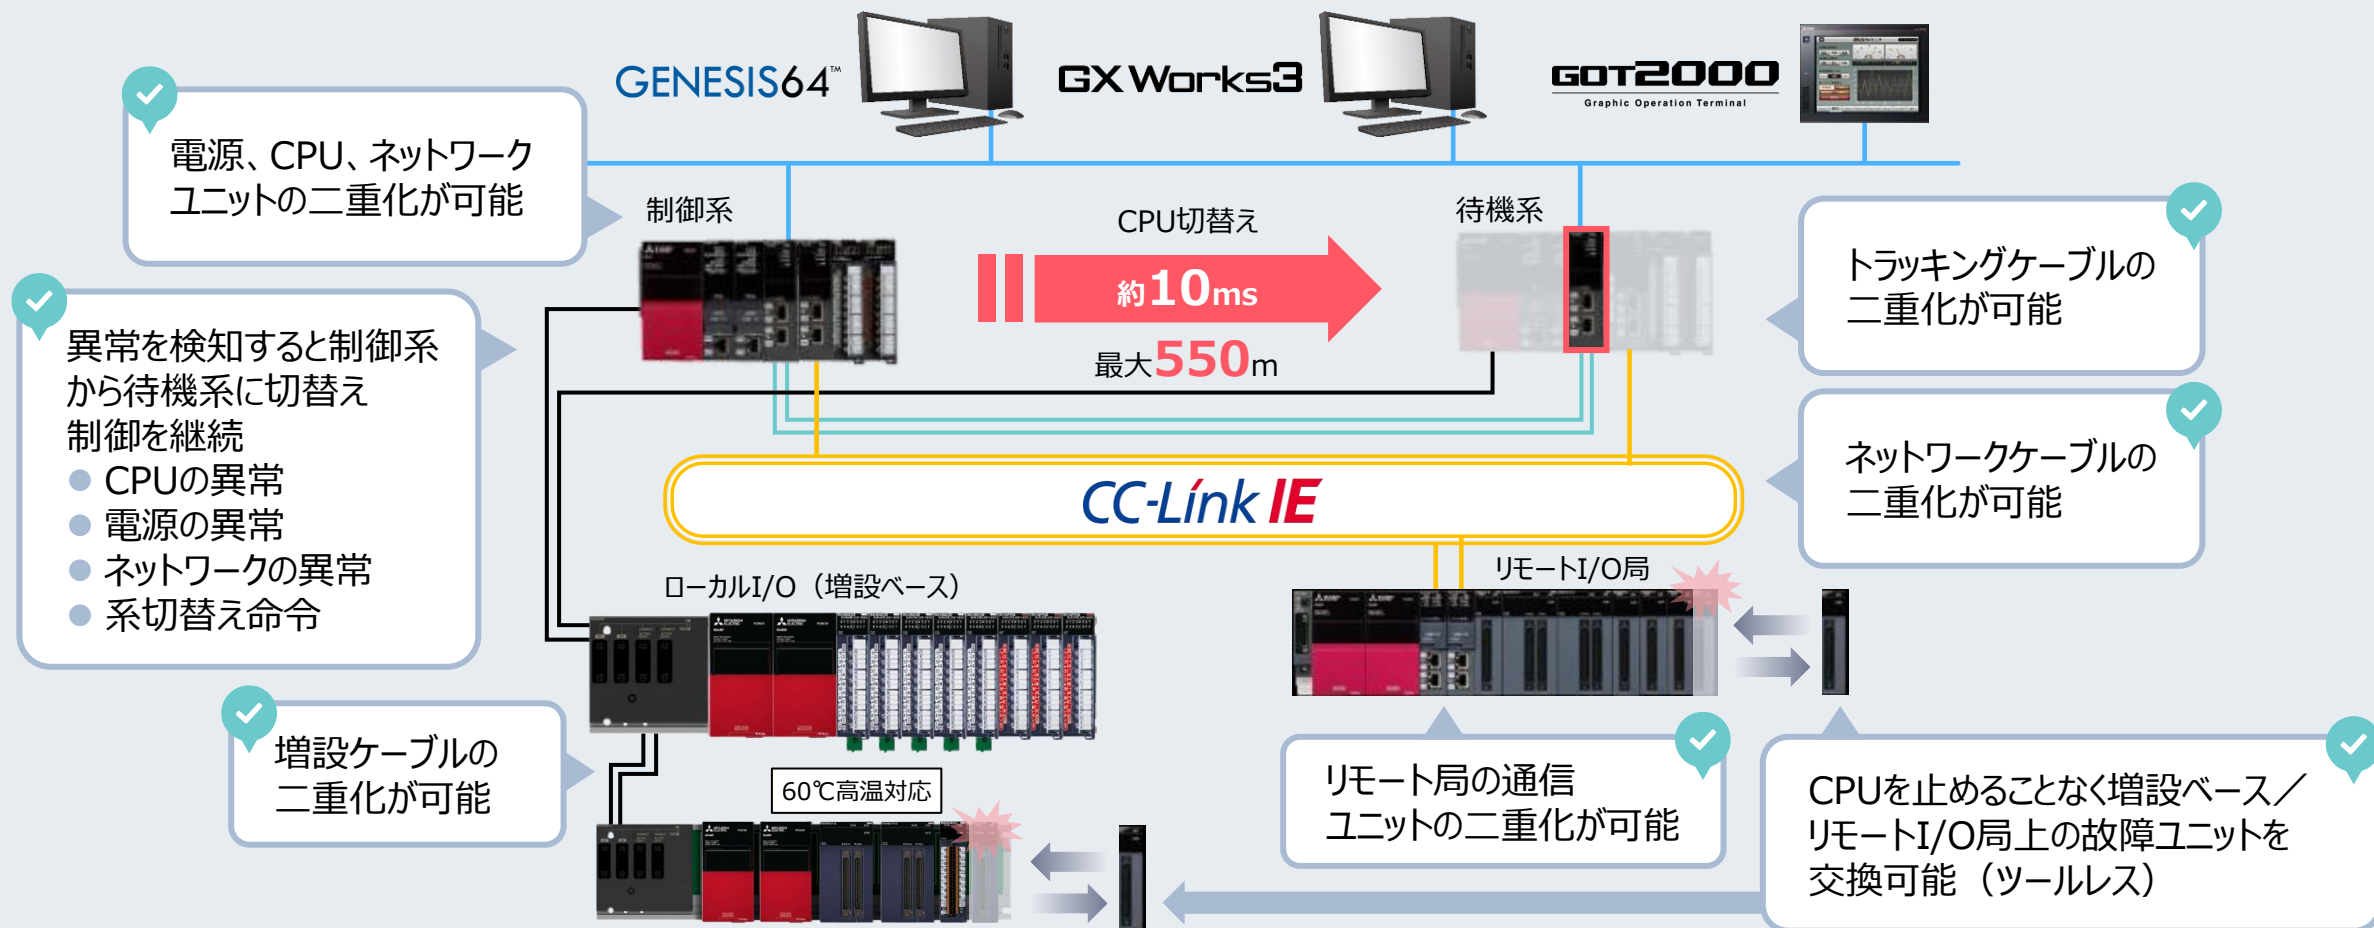 GENESIS64™
GX Works3
GOT2000
Graphic Operation Terminal
電源、CPU、ネットワーク
ユニットの二重化が可能
制御系
CPU切替え
約10ms
最大550m
待機系
トラッキングケーブルの
二重化が可能
異常を検知すると制御系
から待機系に切替え
制御を継続
● CPUの異常
● 電源の異常
● ネットワークの異常
● 系切替え命令
ネットワークケーブルの
二重化が可能
CC-Link IE
ローカルI/O（増設ベース）
リモートI/O局
増設ケーブルの
二重化が可能
60℃高温対応
リモート局の通信
ユニットの二重化が可能
CPUを止めることなく増設ベース／
リモートI/O局上の故障ユニットを
交換可能（ツールレス）